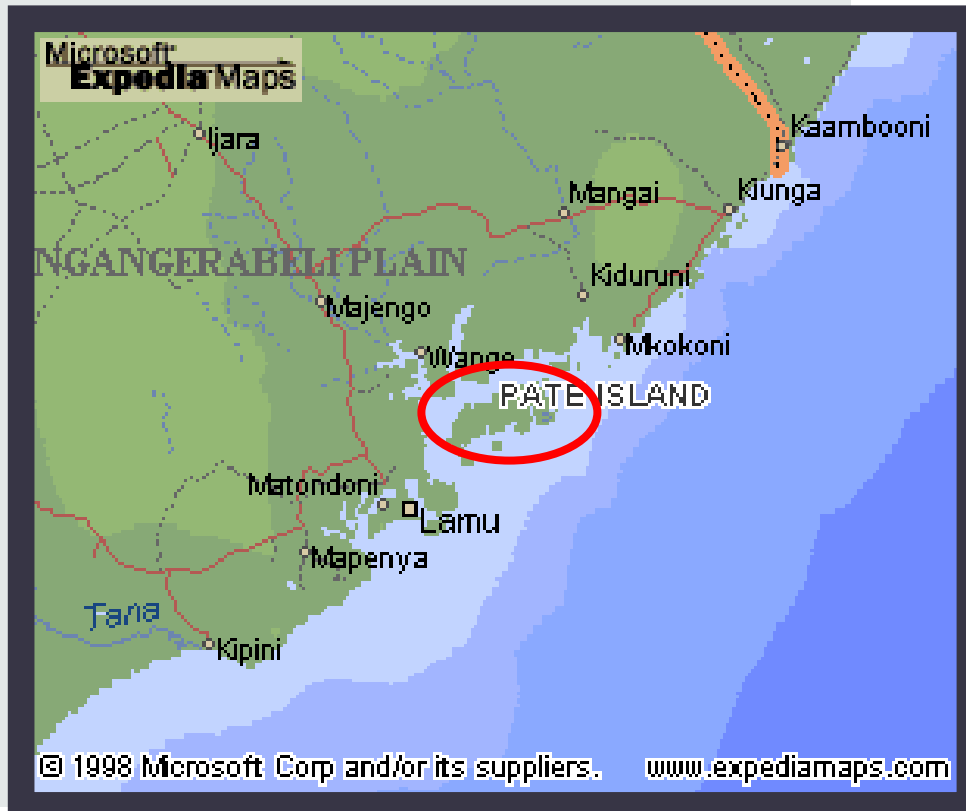 Microsoft
Expedia Maps
Kaambooni
Ijara
Mangai
Kiunga
NGANGERABELI PLAIN
Kiduruni
Majengo
Mkokoni
Wange
PATE ISLAND
Matondoni
Lamu
Mapenya
Tana
Kipini
© 1998 Microsoft Corp and/or its suppliers. www.expediamaps.com